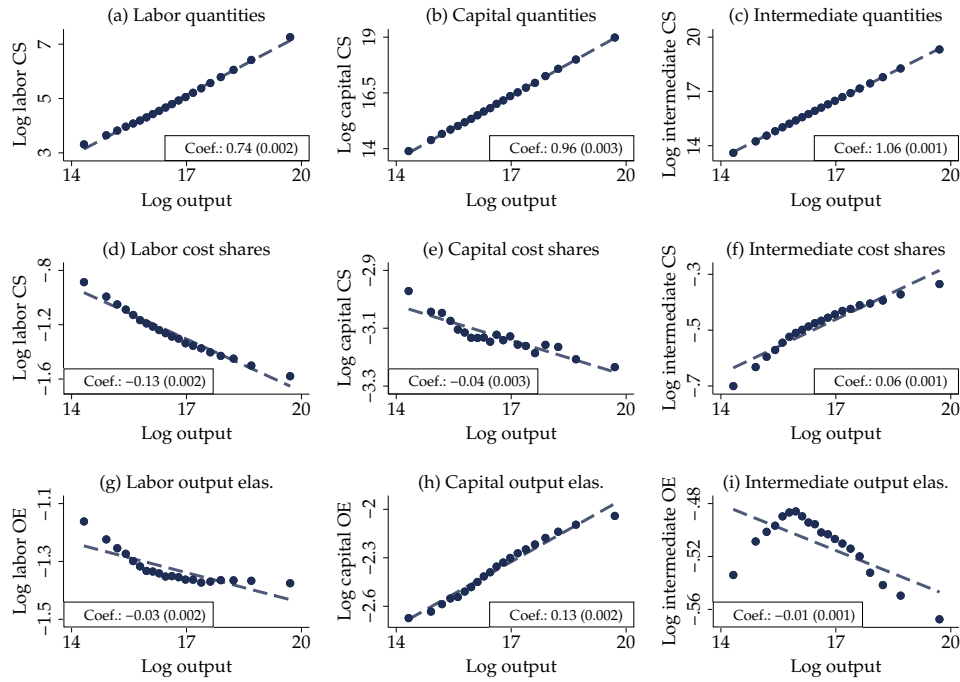 (a) Labor quantities
Log labor CS
7
5
3
Coef.: 0.74 (0.002)
14 17 20
Log output
(b) Capital quantities
Log capital CS
19
16.5
14
Coef.: 0.96 (0.003)
14 17 20
Log output
(c) Intermediate quantities
Log intermediate CS
20
17
14
Coef.: 1.06 (0.001)
14 17 20
Log output
(d) Labor cost shares
Log labor CS
−.8
−1.2
−1.6
Coef.: −0.13 (0.002)
14 17 20
Log output
(e) Capital cost shares
Log capital CS
−2.9
−3.1
−3.3
Coef.: −0.04 (0.003)
14 17 20
Log output
(f) Intermediate cost shares
Log intermediate CS
−.3
−.5
−.7
Coef.: 0.06 (0.001)
14 17 20
Log output
(g) Labor output elas.
Log labor OE
−1.1
−1.3
−1.5
Coef.: −0.03 (0.002)
14 17 20
Log output
(h) Capital output elas.
Log capital OE
−2
−2.3
−2.6
Coef.: 0.13 (0.002)
14 17 20
Log output
(i) Intermediate output elas.
Log intermediate OE
−.48
−.52
−.56
Coef.: −0.01 (0.001)
14 17 20
Log output